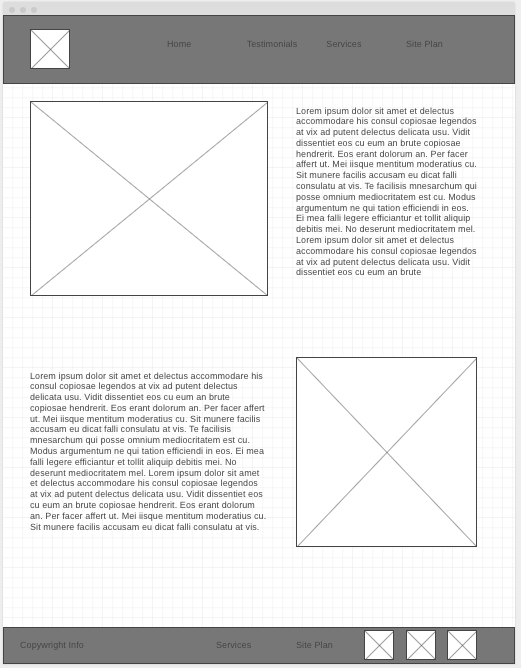 Home Testimonials Services Site Plan
Lorem ipsum dolor sit amet et delectus
accommodare his consul copiosae legendos
at vix ad putent delectus delicata usu. Vidit
dissentiet eos cu eum an brute copiosae
hendrerit. Eos erant dolorum an. Per facer
affert ut. Mei iisque mentitum moderatius cu.
Sit munere facilis accusam eu dicat falli
consulatu at vis. Te facilisis mnesarchum qui
posse omnium mediocritatem est cu. Modus
argumentum ne qui tation efficiendi in eos.
Ei mea falli legere efficiantur et tollit aliquip
debitis mei. No deserunt mediocritatem mel.
Lorem ipsum dolor sit amet et delectus
accommodare his consul copiosae legendos
at vix ad putent delectus delicata usu. Vidit
dissentiet eos cu eum an brute
Lorem ipsum dolor sit amet et delectus accommodare his
consul copiosae legendos at vix ad putent delectus
delicata usu. Vidit dissentiet eos cu eum an brute
copiosae hendrerit. Eos erant dolorum an. Per facer affert
ut. Mei iisque mentitum moderatius cu. Sit munere facilis
accusam eu dicat falli consulatu at vis. Te facilisis
mnesarchum qui posse omnium mediocritatem est cu.
Modus argumentum ne qui tation efficiendi in eos. Ei mea
falli legere efficiantur et tollit aliquip debitis mei. No
deserunt mediocritatem mel. Lorem ipsum dolor sit amet
et delectus accommodare his consul copiosae legendos
at vix ad putent delectus delicata usu. Vidit dissentiet eos
cu eum an brute copiosae hendrerit. Eos erant dolorum
an. Per facer affert ut. Mei iisque mentitum moderatius cu.
Sit munere facilis accusam eu dicat falli consulatu at vis.
Copywright Info Services Site Plan